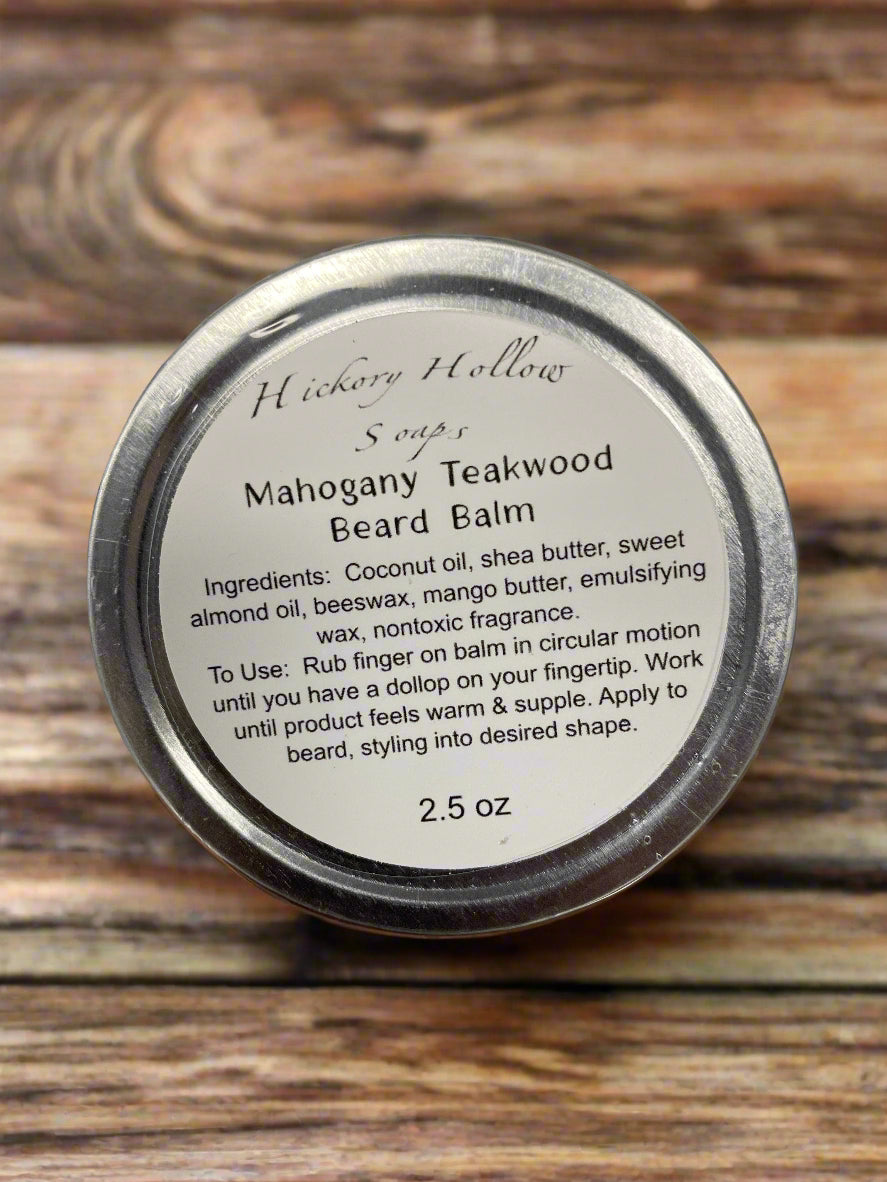 Hickory Hollow
Soaps
Mahogany Teakwood
Beard Balm
Ingredients: Coconut oil, shea butter, sweet
almond oil, beeswax, mango butter, emulsifying
wax, nontoxic fragrance.
To Use: Rub finger on balm in circular motion
until you have a dollop on your fingertip. Work
until product feels warm & supple. Apply to
beard, styling into desired shape.
2.5 oz